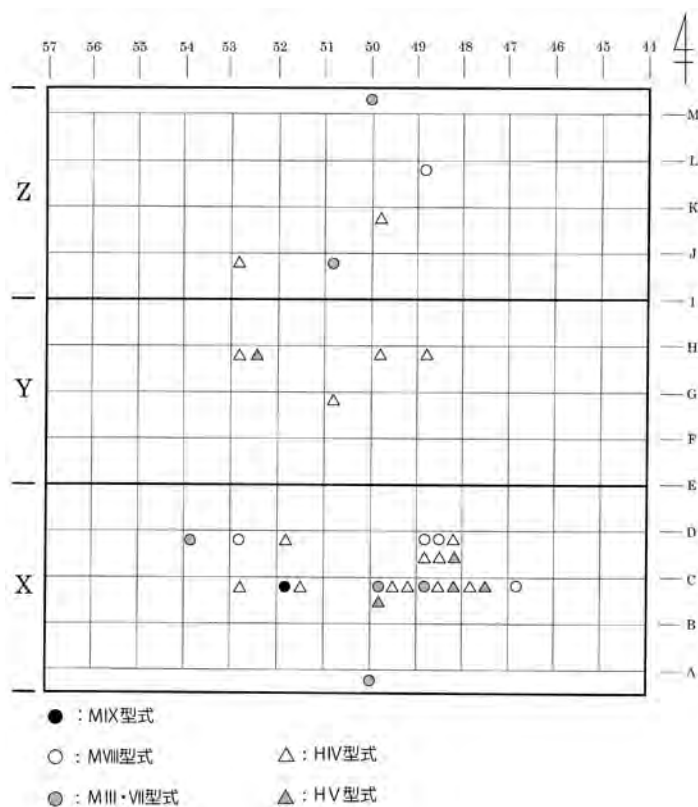 57 56 55 54 53 52 51 50 49 48 47 46 45 44
M
L
Z
K
J
I
H
Y
G
F
E
D
X
C
B
A
● : MIX型式
○ : MⅧ型式 △ : HIV型式
● : MIII・VII型式 ▲ : HV型式